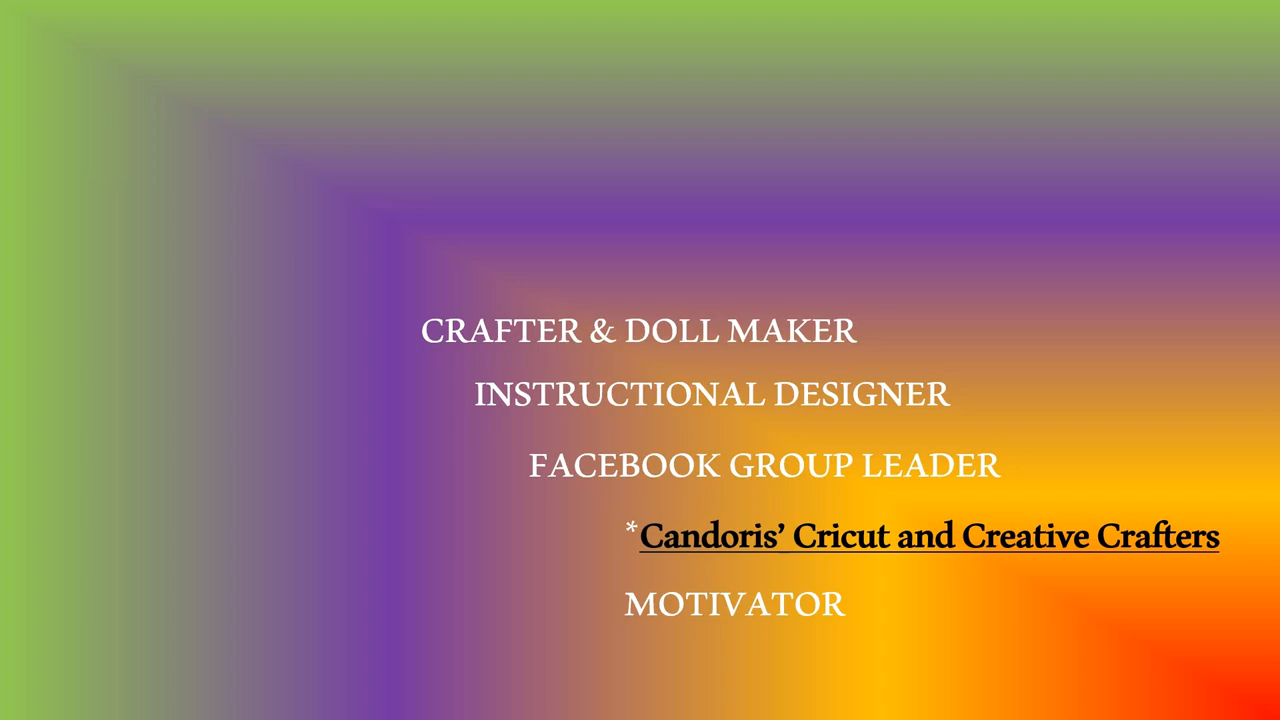 CRAFTER & DOLL MAKER
INSTRUCTIONAL DESIGNER
FACEBOOK GROUP LEADER
*Candoris’ Cricut and Creative Crafters
MOTIVATOR